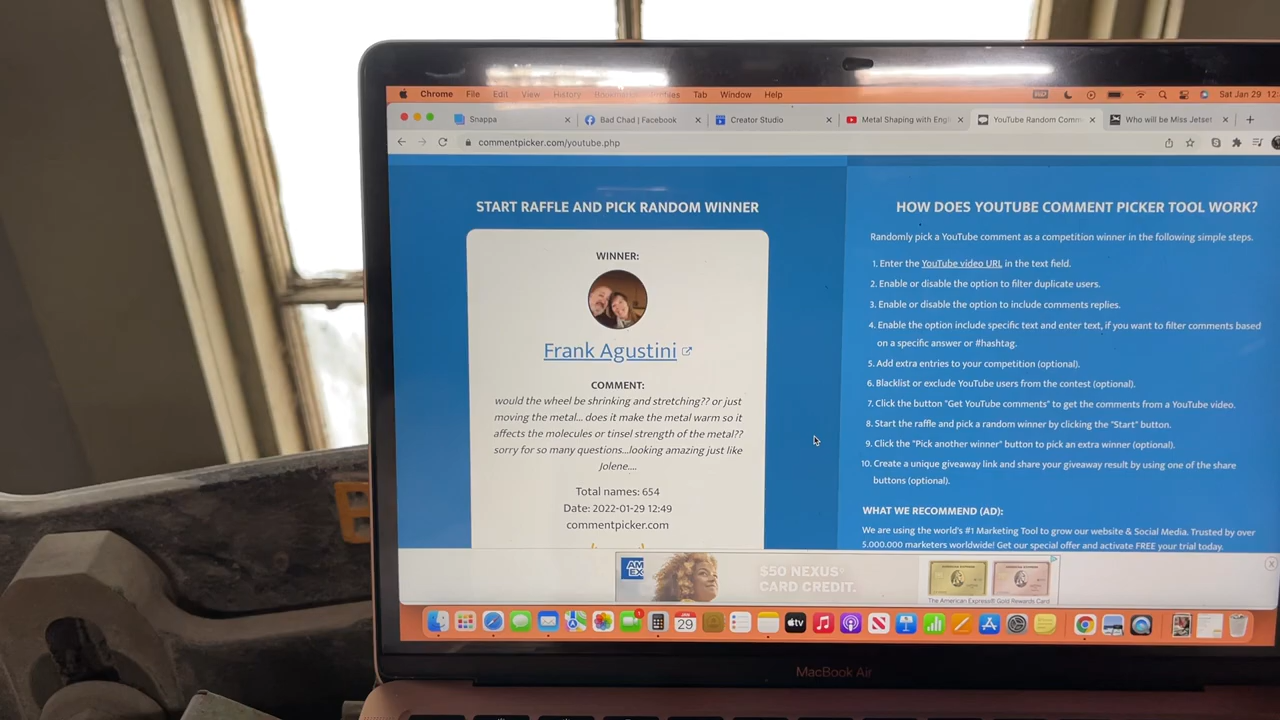 Chrome File Edit View History Tab Window Help Sat Jan 29 12:
Snappa
Bad Chad | Facebook
Creator Studio
Metal Shaping with Engl
YouTube Random Comm
Who will be Miss Jetset
commentpicker.com/youtube.php
START RAFFLE AND PICK RANDOM WINNER
WINNER:
Frank Agustini
COMMENT:
would the wheel be shrinking and stretching?? or just
moving the metal... does it make the metal warm so it
affects the molecules or tinsel strength of the metal??
sorry for so many questions...looking amazing just like
Jolene....
Total names: 654
Date: 2022-01-29 12:49
commentpicker.com
HOW DOES YOUTUBE COMMENT PICKER TOOL WORK?
Randomly pick a YouTube comment as a competition winner in the following simple steps.
1. Enter the YouTube video URL in the text field.
2. Enable or disable the option to filter duplicate users.
3. Enable or disable the option to include comments replies.
4. Enable the option include specific text and enter text, if you want to filter comments based
on a specific answer or #hashtag.
5. Add extra entries to your competition (optional).
6. Blacklist or exclude YouTube users from the contest (optional).
7. Click the button "Get YouTube comments" to get the comments from a YouTube video.
8. Start the raffle and pick a random winner by clicking the "Start" button.
9. Click the "Pick another winner" button to pick an extra winner (optional).
10. Create a unique giveaway link and share your giveaway result by using one of the share
buttons (optional).
WHAT WE RECOMMEND (AD):
We are using the world's #1 Marketing Tool to grow our website & Social Media. Trusted by over
5.000.000 marketers worldwide! Get our special offer and activate FREE your trial today.
AM
EX
$50 NEXUS®
CARD CREDIT.
The American Express® Gold Rewards Card
JAN
29
tv
MacBook Air